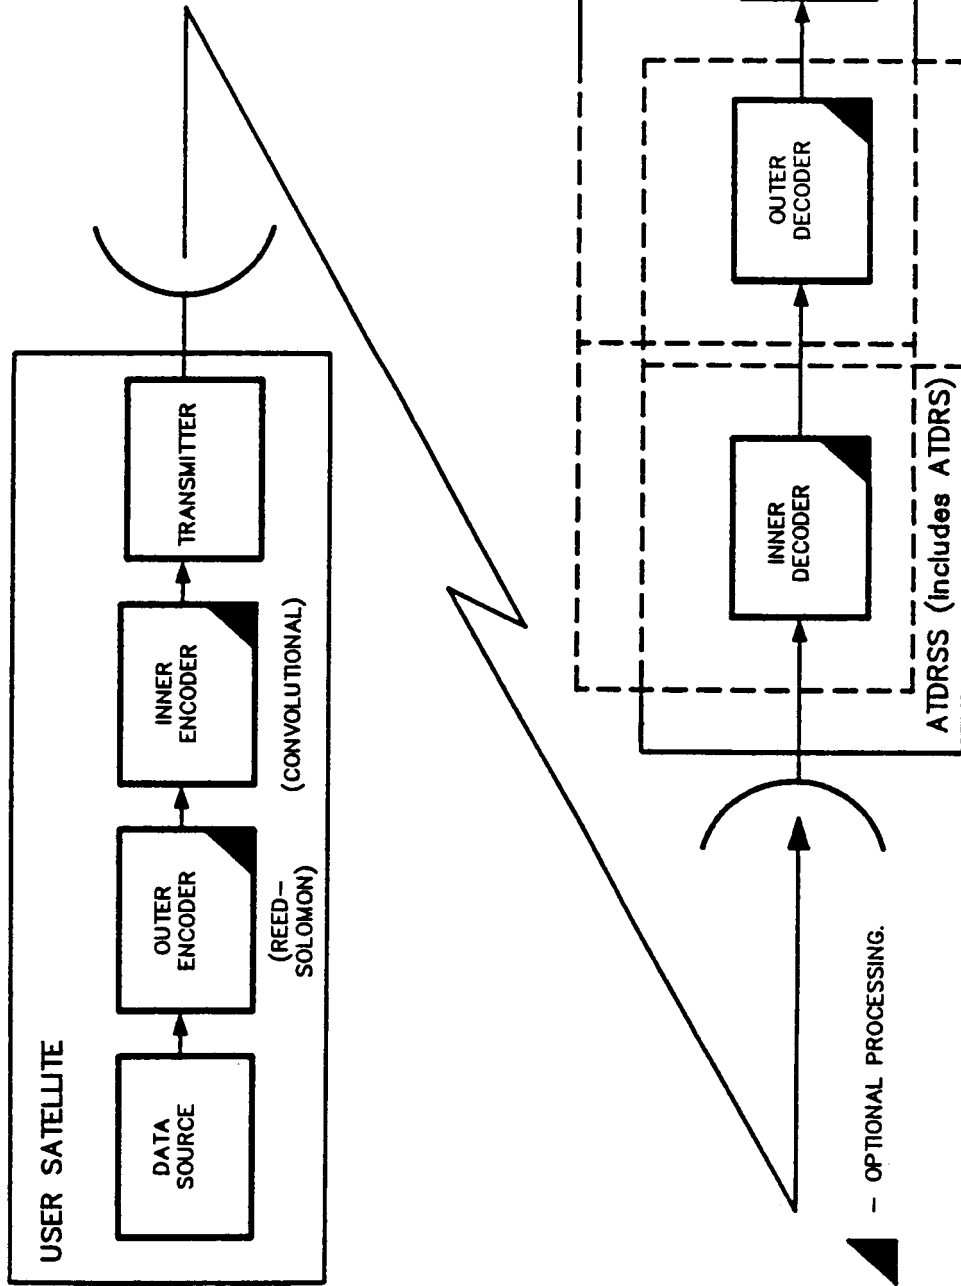 USER SATELLITE
DATA
SOURCE
OUTER
ENCODER
(REED-
SOLOMON)
INNER
ENCODER
(CONVOLUTIONAL)
TRANSMITTER
INNER
DECODER
OUTER
DECODER
ATDRSS (Includes ATDRS)
– OPTIONAL PROCESSING.